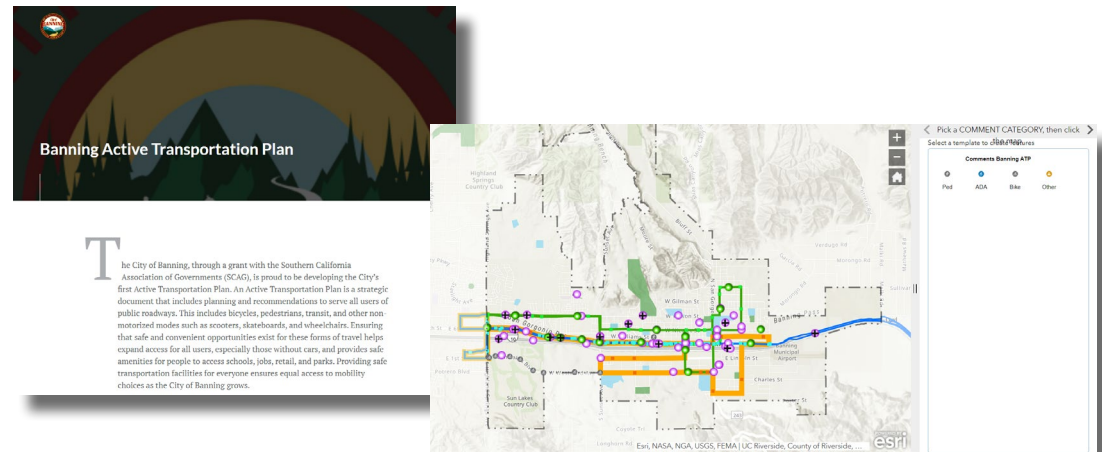 BANNING
Banning Active Transportation Plan
The City of Banning, through a grant with the Southern California
Association of Governments (SCAG), is proud to be developing the City's
first Active Transportation Plan. An Active Transportation Plan is a strategic
document that includes planning and recommendations to serve all users of
public roadways. This includes bicycles, pedestrians, transit, and other non-
motorized modes such as scooters, skateboards, and wheelchairs. Ensuring
that safe and convenient opportunities exist for these forms of travel helps
expand access for all users, especially those without cars, and provides safe
amenities for people to access schools, jobs, retail, and parks. Providing safe
transportation facilities for everyone ensures equal access to mobility
choices as the City of Banning grows.
Pick a COMMENT CATEGORY, then click
the map
Select a template to create features
Comments Banning ATP
Ped
ADA
Bike
Other
Highland
Springs
Country Club
Bluff St
W Gilman St
Banning
Municipal
Airport
Charles St
Sun Lakes
Country Club
243
Esri, NASA, NGA, USGS, FEMA | UC Riverside, County of Riverside, ...
esri